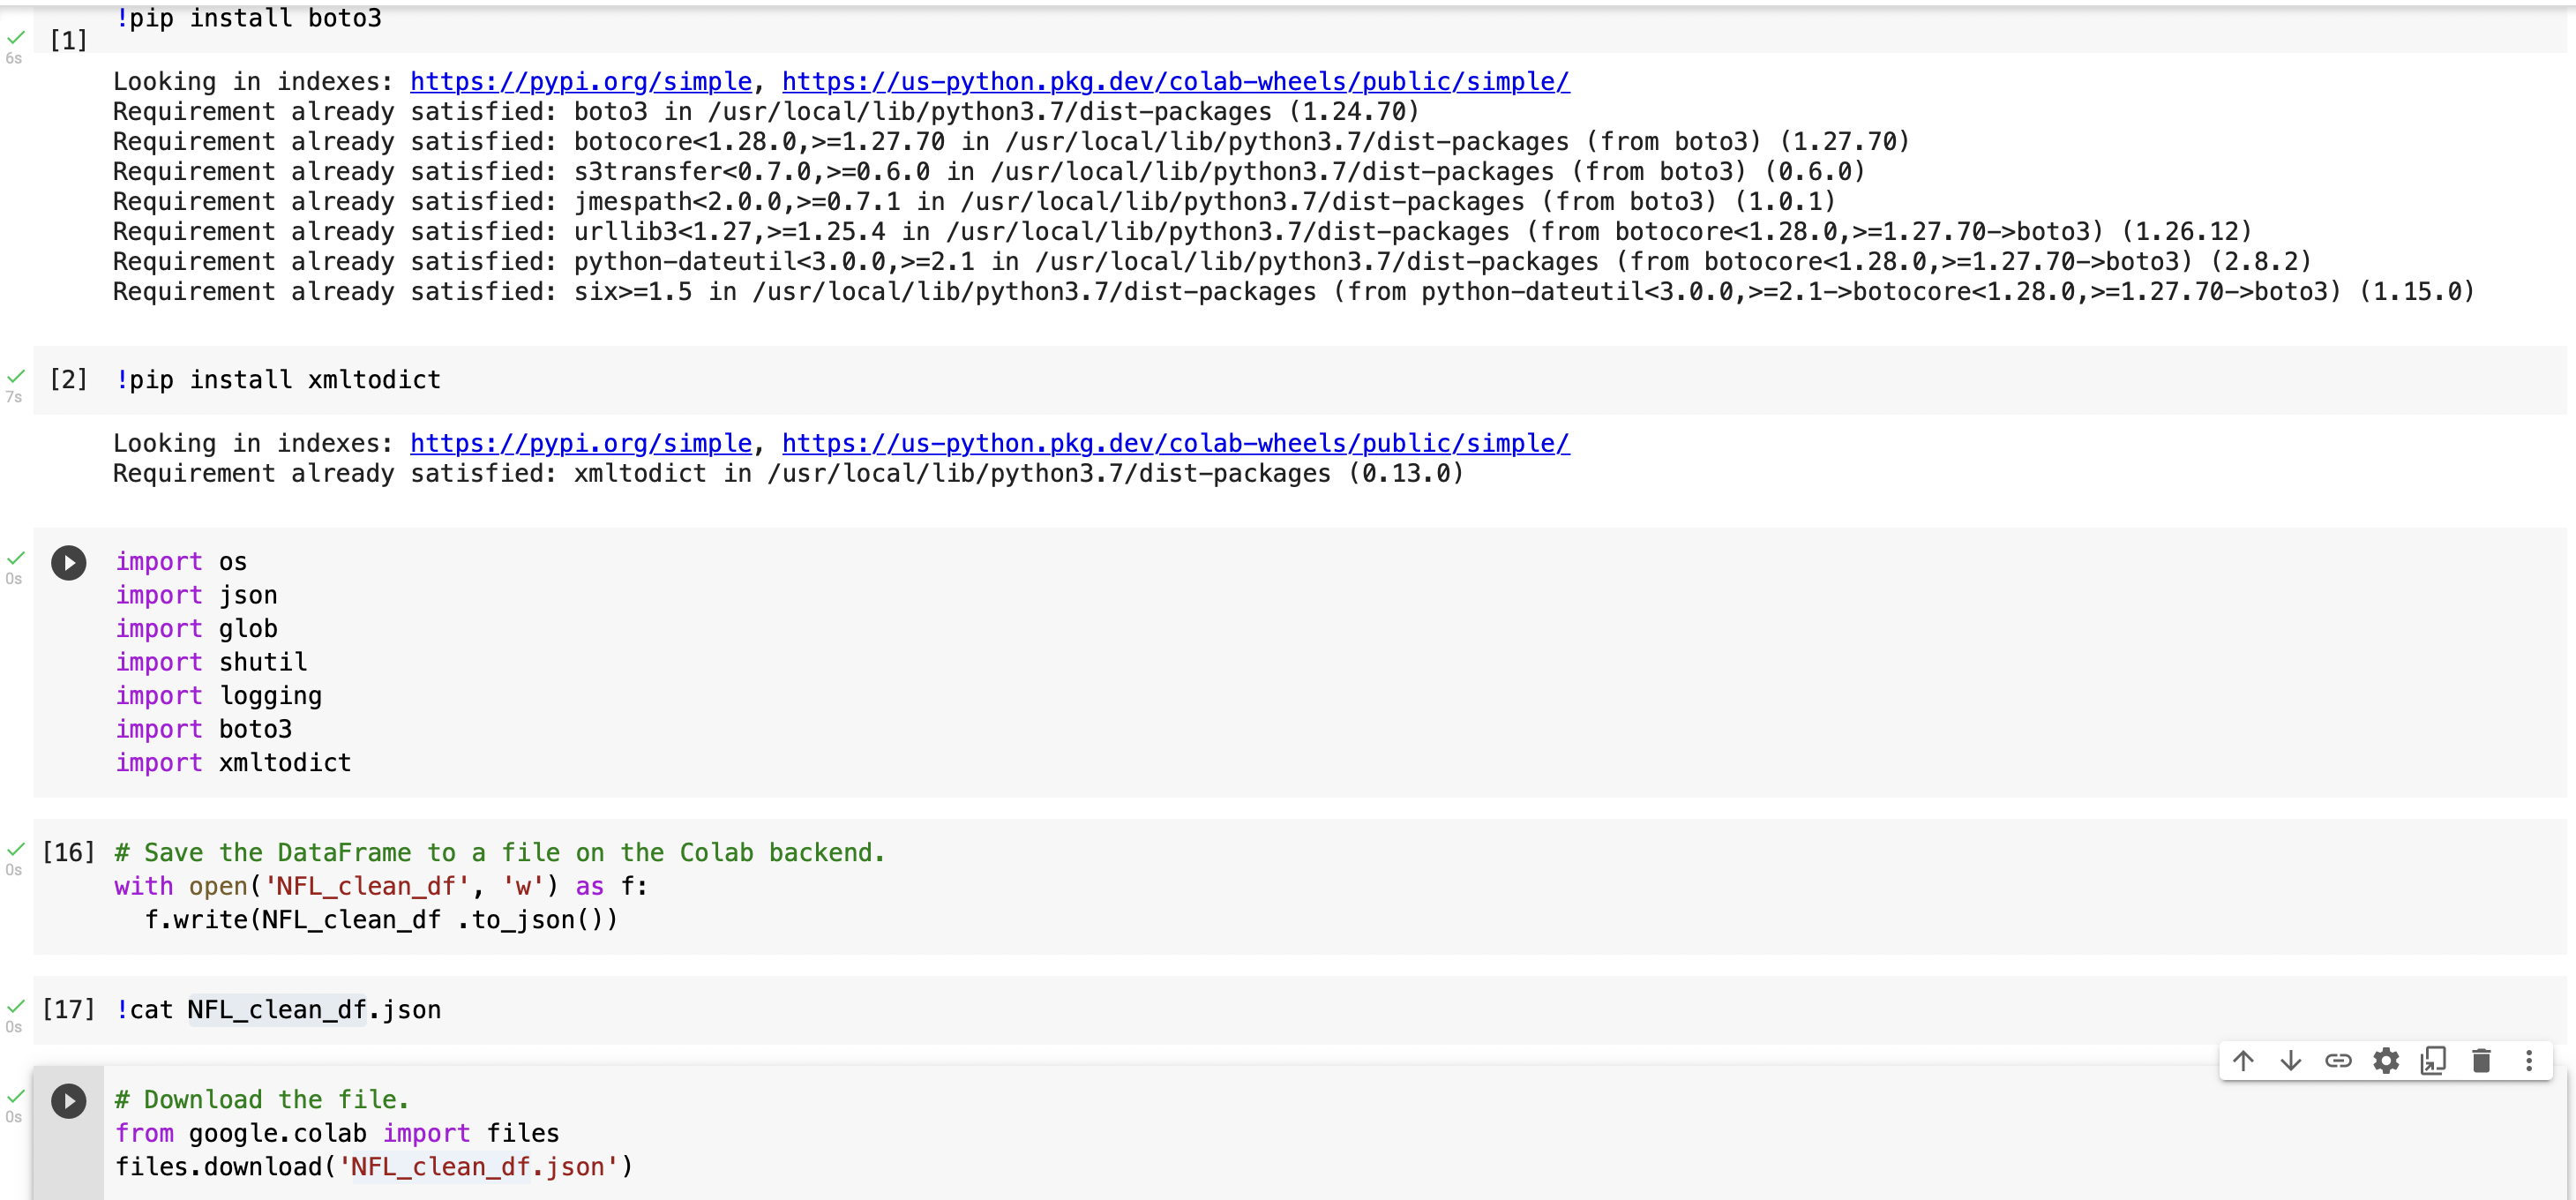 !pip install boto3
[1]
6s
Looking in indexes: https://pypi.org/simple, https://us-python.pkg.dev/colab-wheels/public/simple/
Requirement already satisfied: boto3 in /usr/local/lib/python3.7/dist-packages (1.24.70)
Requirement already satisfied: botocore<1.28.0,>=1.27.70 in /usr/local/lib/python3.7/dist-packages (from boto3) (1.27.70)
Requirement already satisfied: s3transfer<0.7.0,>=0.6.0 in /usr/local/lib/python3.7/dist-packages (from boto3) (0.6.0)
Requirement already satisfied: jmespath<2.0.0,>=0.7.1 in /usr/local/lib/python3.7/dist-packages (from boto3) (1.0.1)
Requirement already satisfied: urllib3<1.27,>=1.25.4 in /usr/local/lib/python3.7/dist-packages (from botocore<1.28.0,>=1.27.70->boto3) (1.26.12)
Requirement already satisfied: python-dateutil<3.0.0,>=2.1 in /usr/local/lib/python3.7/dist-packages (from botocore<1.28.0,>=1.27.70->boto3) (2.8.2)
Requirement already satisfied: six>=1.5 in /usr/local/lib/python3.7/dist-packages (from python-dateutil<3.0.0,>=2.1->botocore<1.28.0,>=1.27.70->boto3) (1.15.0)
[2] !pip install xmltodict
7s
Looking in indexes: https://pypi.org/simple, https://us-python.pkg.dev/colab-wheels/public/simple/
Requirement already satisfied: xmltodict in /usr/local/lib/python3.7/dist-packages (0.13.0)
import os
0s
import json
import glob
import shutil
import logging
import boto3
import xmltodict
[16] # Save the DataFrame to a file on the Colab backend.
0s
with open('NFL_clean_df', 'w') as f:
  f.write(NFL_clean_df .to_json())
[17] !cat NFL_clean_df.json
0s
# Download the file.
0s
from google.colab import files
files.download('NFL_clean_df.json')